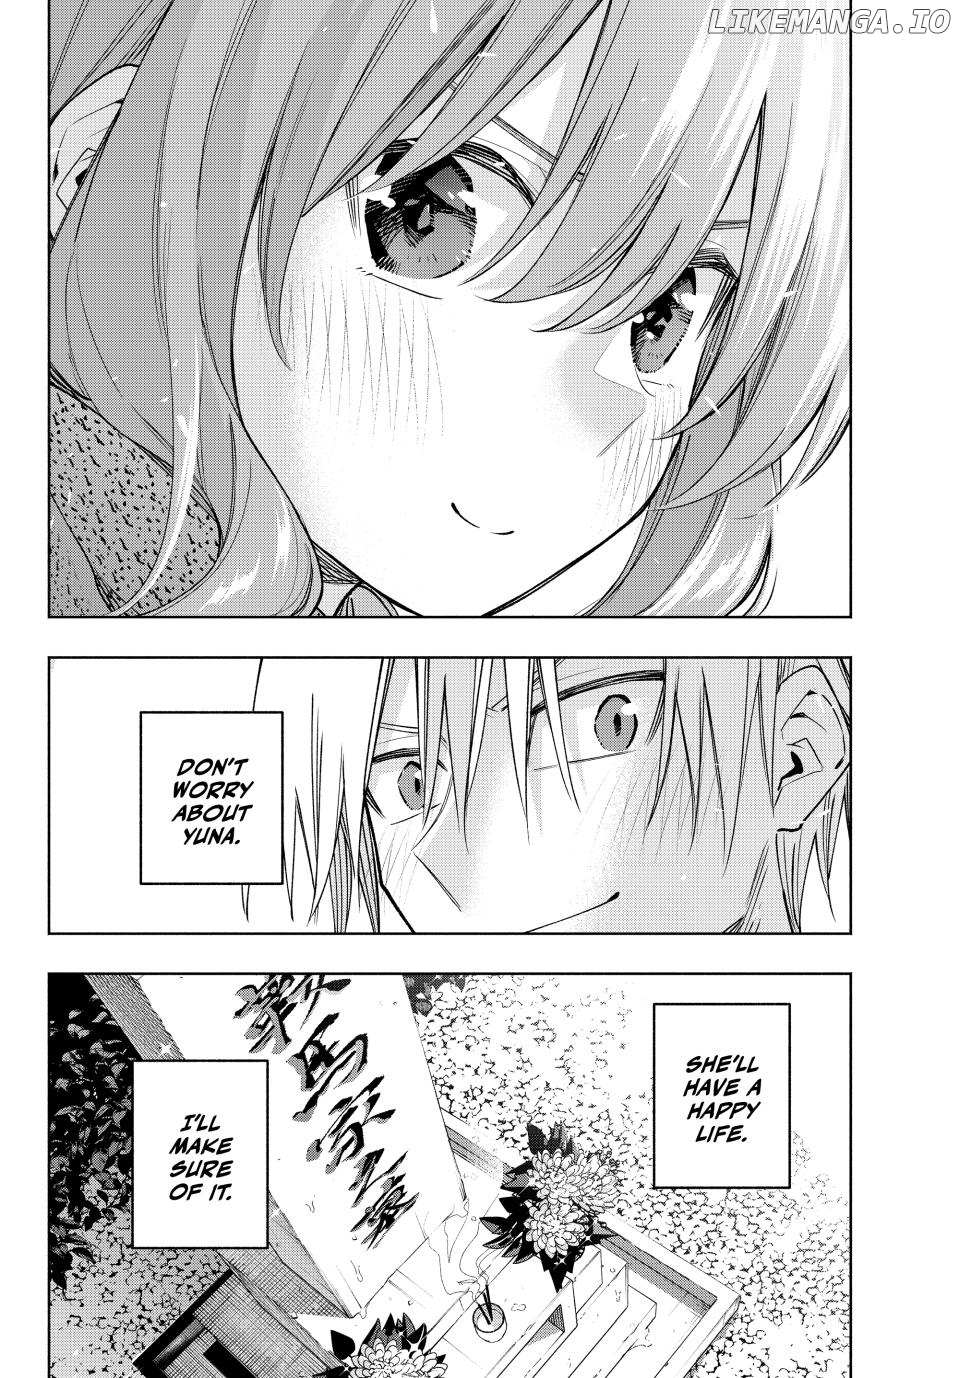 LIKEMANGA.IO
DON'T
WORRY
ABOUT
YUNA.
SHE'LL
HAVE A
HAPPY
LIFE.
I'LL
MAKE
SURE
OF IT.